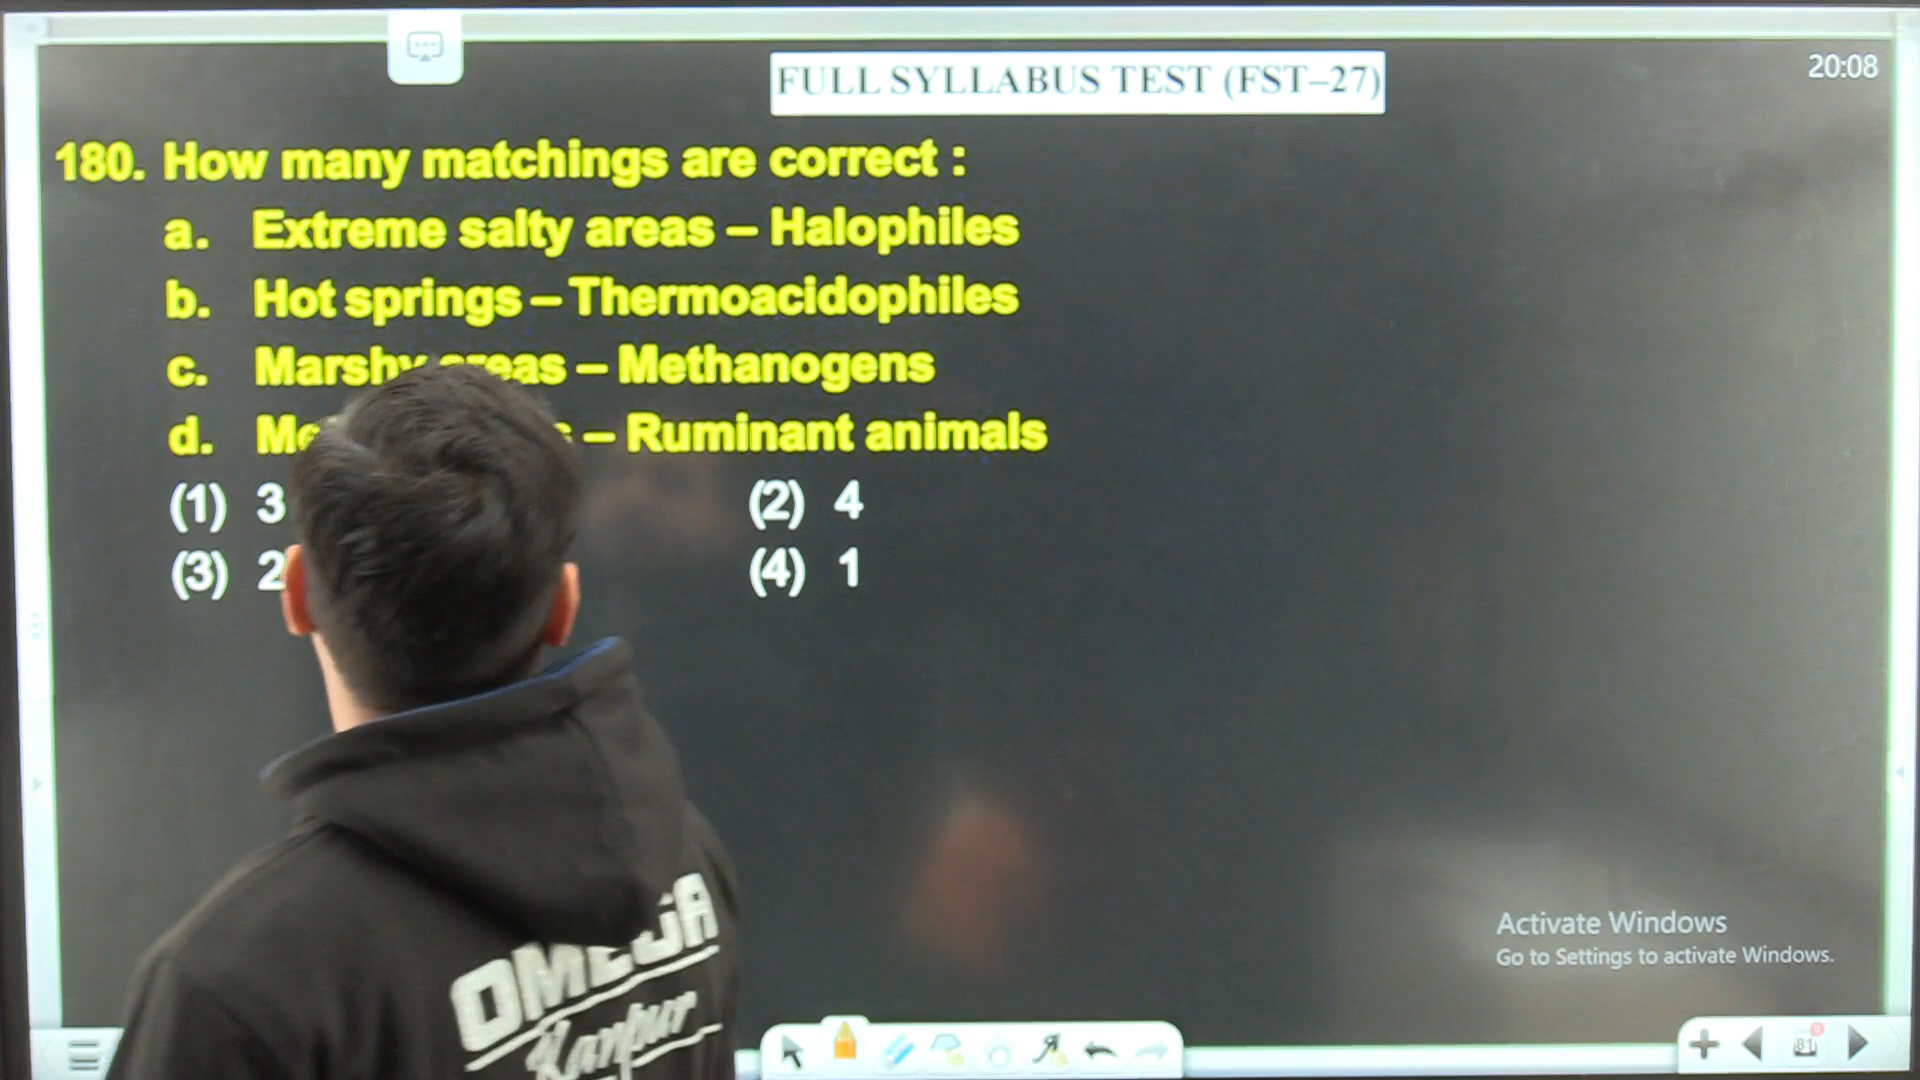 20:08
FULL SYLLABUS TEST (FST–27)
180. How many matchings are correct :
a. Extreme salty areas – Halophiles
b. Hot springs – Thermoacidophiles
c. Marshy areas – Methanogens
d. – Ruminant animals
(1) 3 (2) 4
(3) 2 (4) 1
OMEGA
Kanpur
Activate Windows
Go to Settings to activate Windows.
81